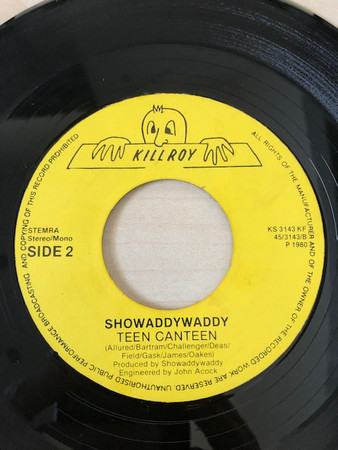 KILLROY
STEMRA
Stereo/Mono
SIDE 2
KS 3143 KF
45/3143/B
P 1980
SHOWADDYWADDY
TEEN CANTEEN
(Allured/Bartram/Challenger/Deas/
Field/Gask/James/Oakes)
Produced by Showaddywaddy
Engineered by John Acock
ALL RIGHTS OF THE MANUFACTURER AND OF THE OWNER OF THE RECORDED WORK ARE RESERVED. UNAUTHORISED PUBLIC PERFORMANCE BROADCASTING AND COPYING OF THIS RECORD PROHIBITED